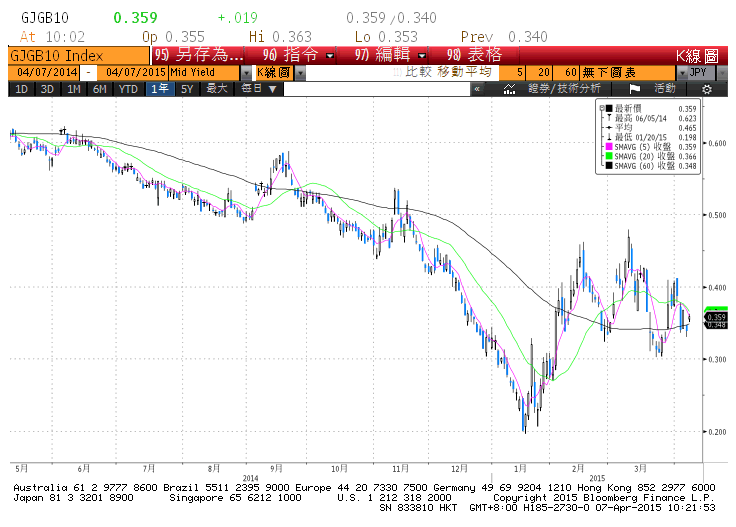 GJGB10 0.359 +.019 0.359 / 0.340
At 10:02 Op 0.355 Hi 0.363 Lo 0.353 Prev 0.340
GJGB10 Index 95) 另存為... 96) 指令 97) 編輯 98) 表格 K線圖
04/07/2014 - 04/07/2015 Mid Yield K線圖 比較 移動平均 5 20 60 無下圖表 JPY
1D 3D 1M 6M YTD 1年 5Y 最大 每日 ▼ « 證券/技術分析 活動
最新價 0.359
最高 06/05/14 0.623
平均 0.465
最低 01/20/15 0.198
SMAVG (5) 收盤 0.359
SMAVG (20) 收盤 0.366
SMAVG (60) 收盤 0.348
0.600
0.500
0.400
0.359
0.348
0.300
0.200
5月 6月 7月 8月 9月 10月 11月 12月 1月 2月 3月
2014 2015
Australia 61 2 9777 8600 Brazil 5511 2395 9000 Europe 44 20 7330 7500 Germany 49 69 9204 1210 Hong Kong 852 2977 6000
Japan 81 3 3201 8900 Singapore 65 6212 1000 U.S. 1 212 318 2000 Copyright 2015 Bloomberg Finance L.P.
SN 833810 HKT GMT+8:00 H185-2730-0 07-Apr-2015 10:21:53